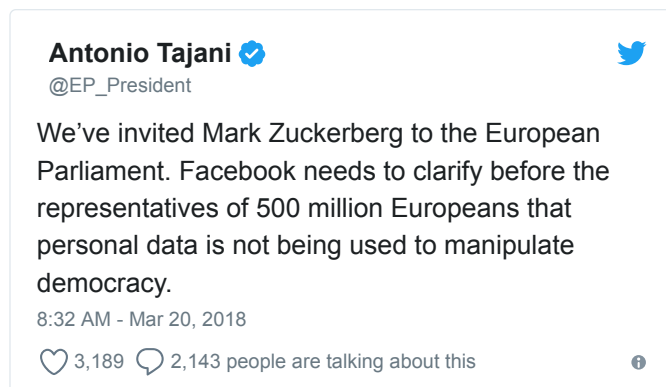 Antonio Tajani
@EP_President
We’ve invited Mark Zuckerberg to the European
Parliament. Facebook needs to clarify before the
representatives of 500 million Europeans that
personal data is not being used to manipulate
democracy.
8:32 AM - Mar 20, 2018
3,189 2,143 people are talking about this